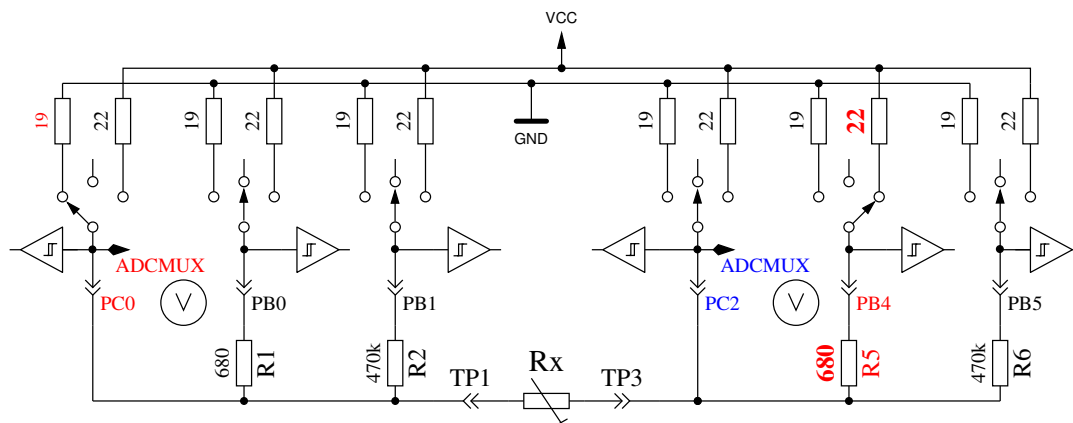 VCC
19
22
19
22
19
22
GND
19
22
19
22
19
22
ADCMUX
ADCMUX
PC0
V
PB0
PB1
PC2
V
PB4
PB5
680
R1
470k
R2
TP1
Rx
TP3
680
R5
470k
R6